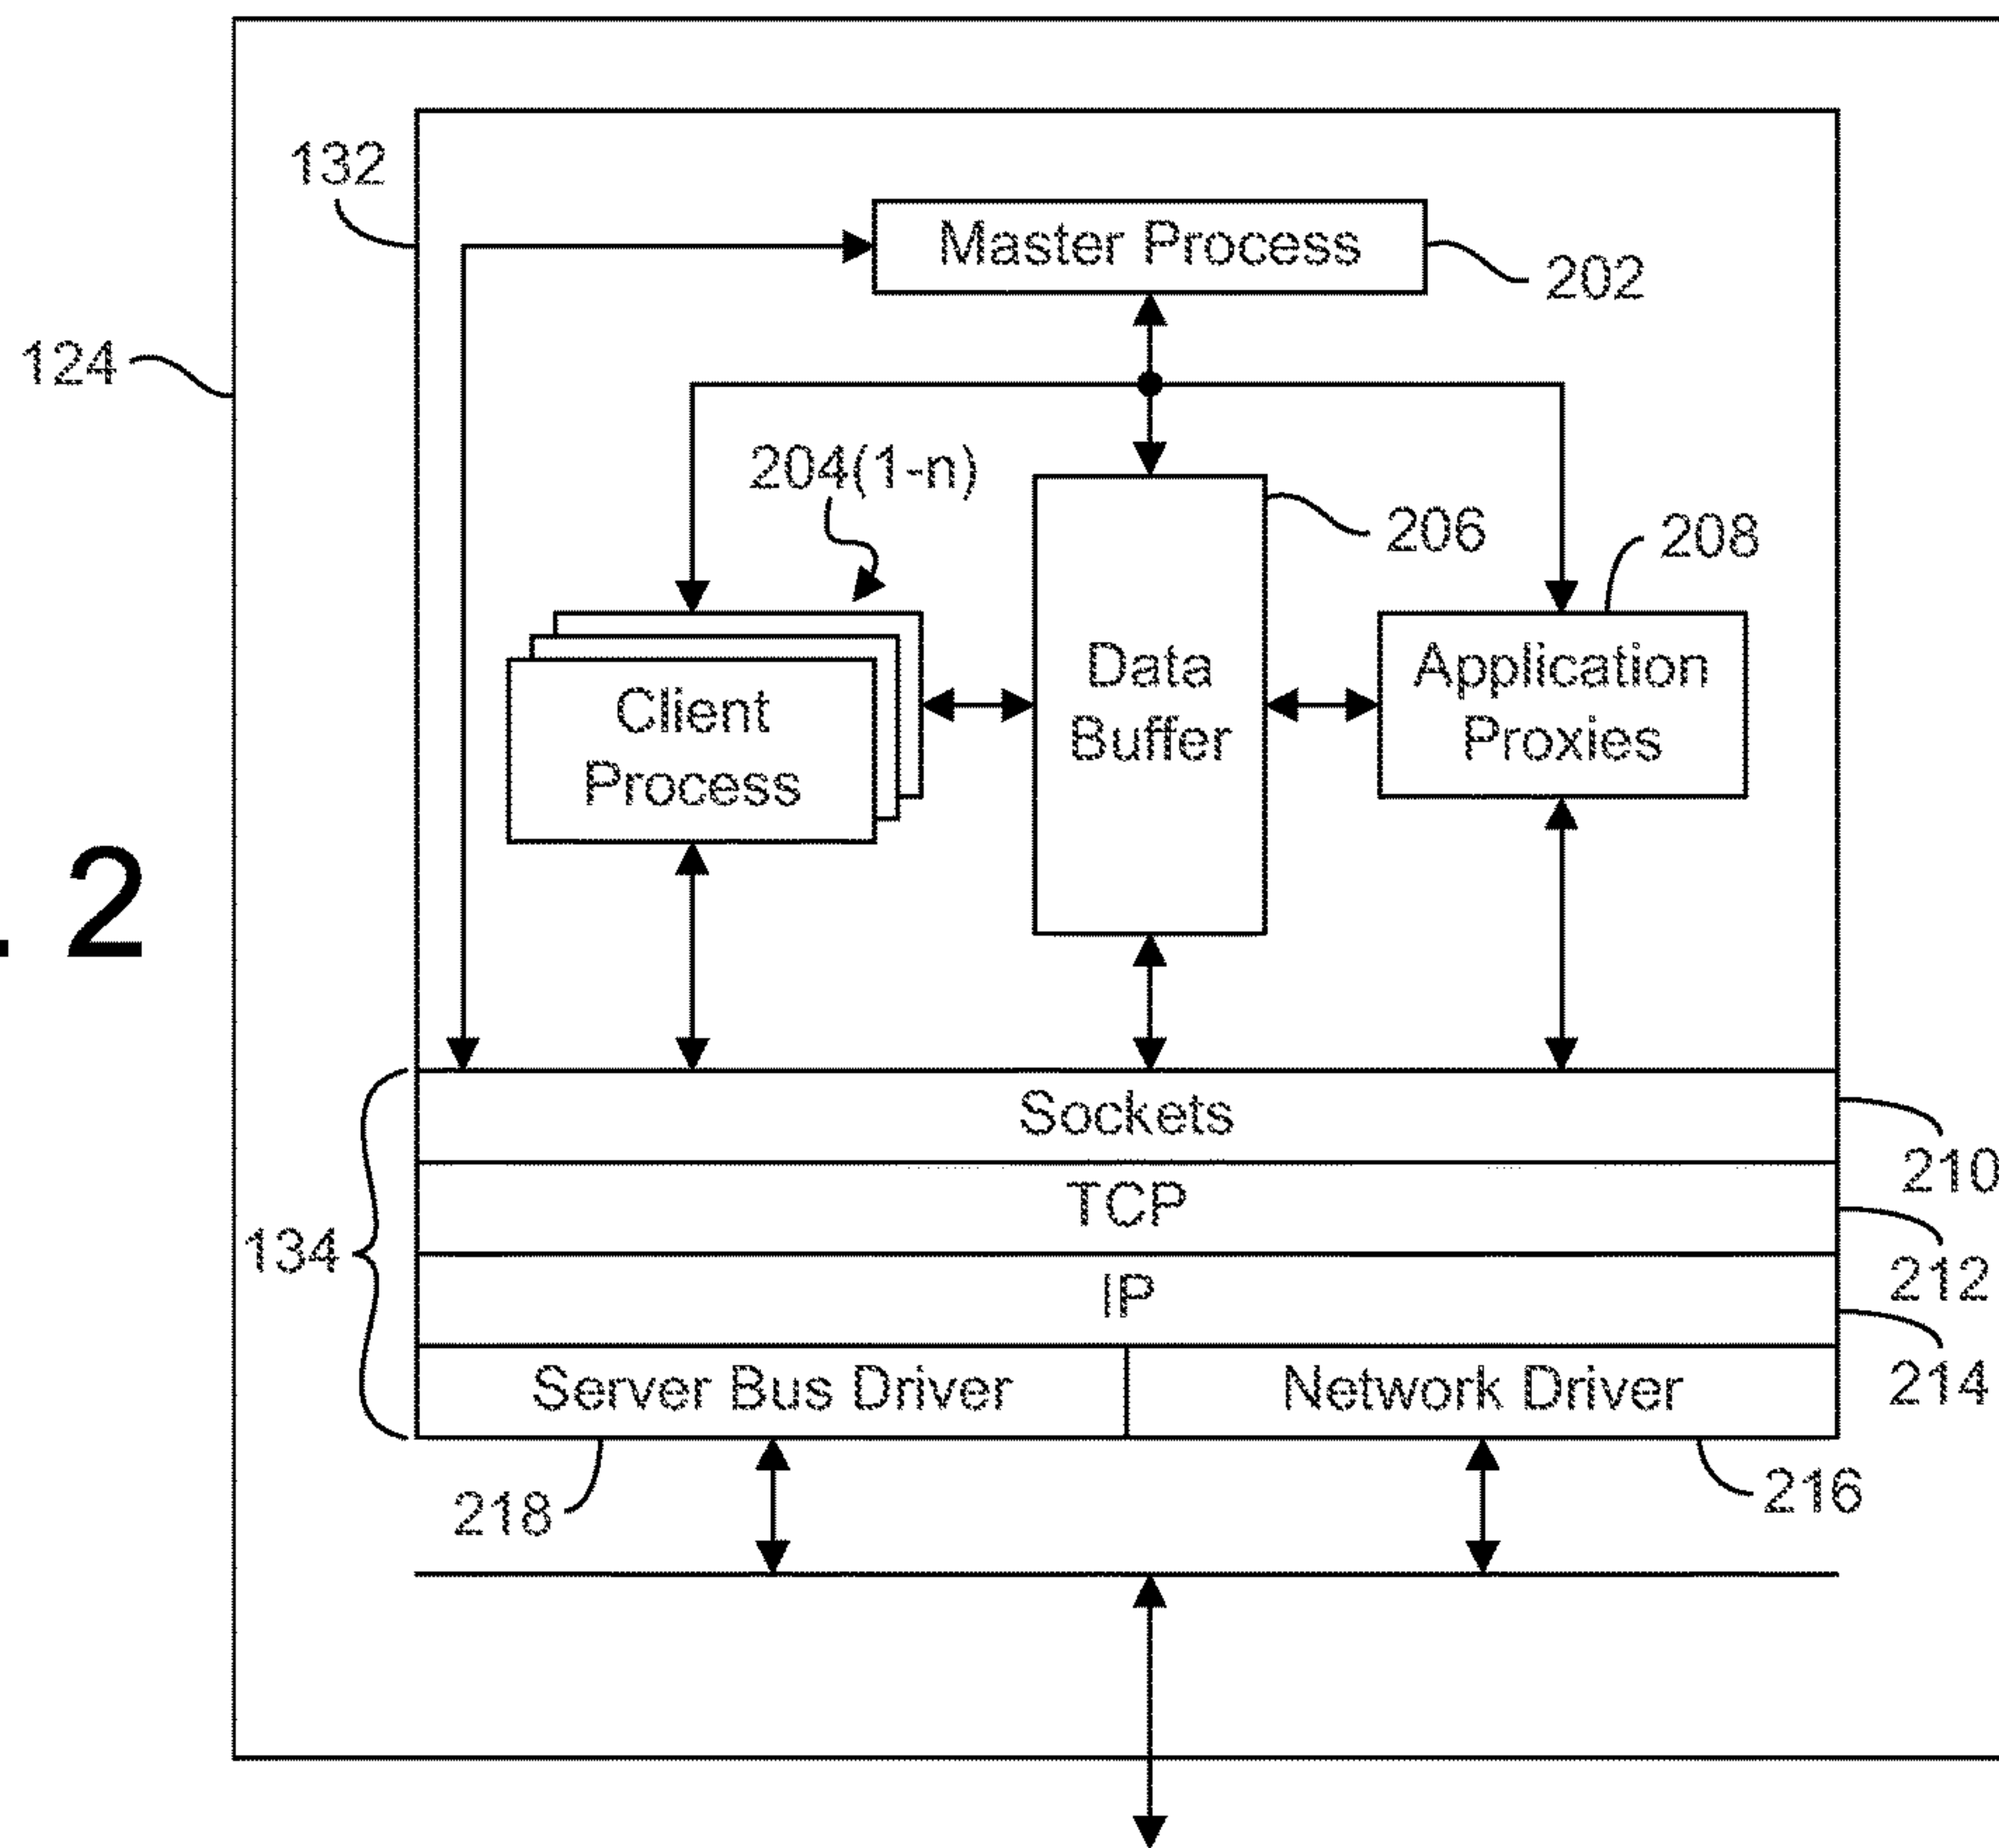 132
Master Process
202
124
204(1-n)
206
208
Data
Buffer
Application
Proxies
Client
Process
. 2
Sockets
210
TCP
212
134
IP
214
Server Bus Driver
Network Driver
218
216